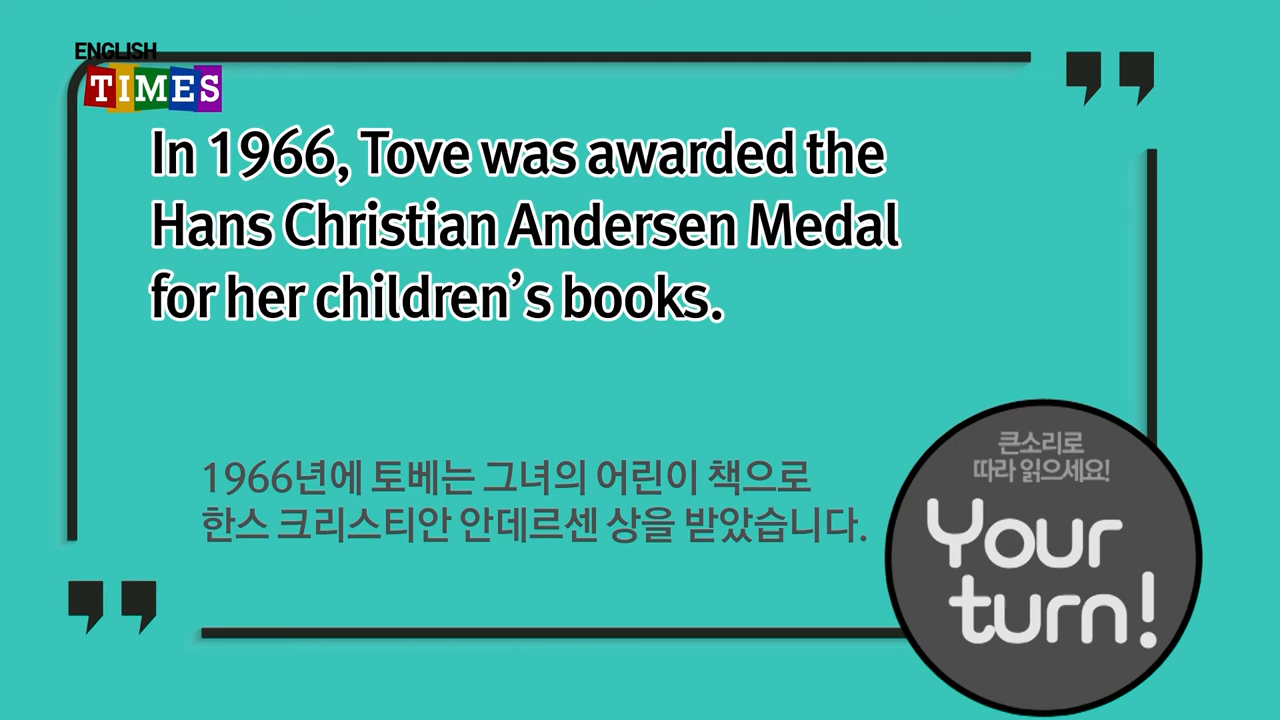 ENGLISH
TIMES
In 1966, Tove was awarded the
Hans Christian Andersen Medal
for her children’s books.
1966년에 토베는 그녀의 어린이 책으로
한스 크리스티안 안데르센 상을 받았습니다.
큰소리로
따라 읽으세요!
Your
turn!